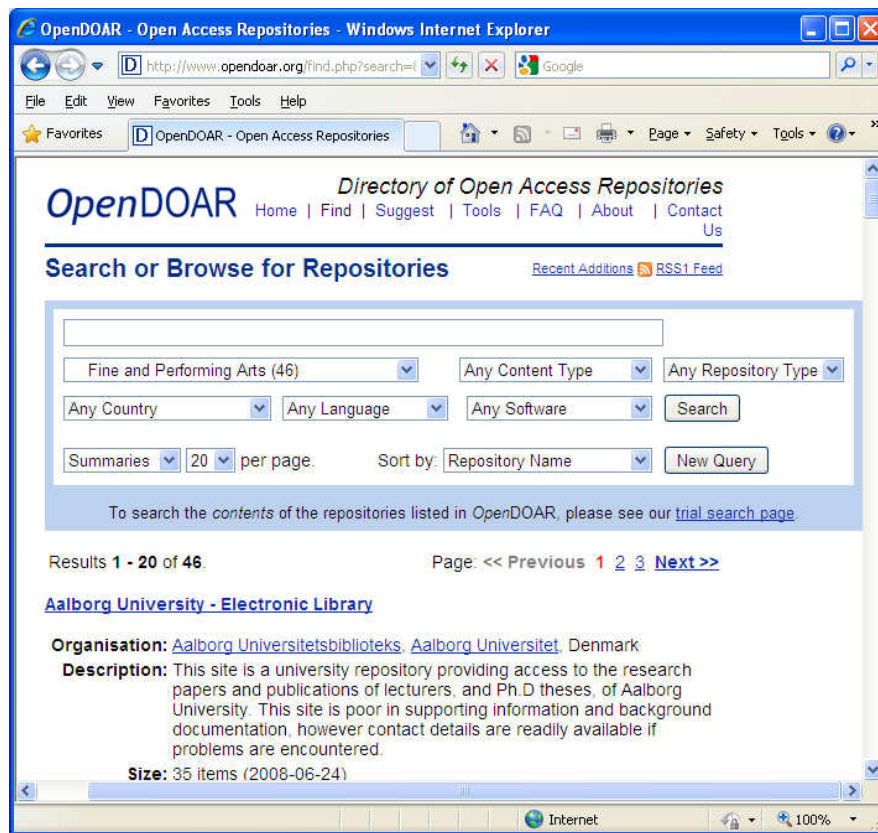 OpenDOAR - Open Access Repositories - Windows Internet Explorer
http://www.opendoar.org/find.php?search=
Google
File Edit View Favorites Tools Help
Favorites
OpenDOAR - Open Access Repositories
Page Safety Tools
»
OpenDOAR
Directory of Open Access Repositories
Home | Find | Suggest | Tools | FAQ | About | Contact
Us
Search or Browse for Repositories
Recent Additions RSS1 Feed
Fine and Performing Arts (46) Any Content Type Any Repository Type
Any Country Any Language Any Software Search
Summaries 20 per page. Sort by: Repository Name New Query
To search the contents of the repositories listed in OpenDOAR, please see our trial search page.
Results 1 - 20 of 46. Page: << Previous 1 2 3 Next >>
Aalborg University - Electronic Library
Organisation: Aalborg Universitetsbiblioteks, Aalborg Universitet, Denmark
Description: This site is a university repository providing access to the research
papers and publications of lecturers, and Ph.D theses, of Aalborg
University. This site is poor in supporting information and background
documentation, however contact details are readily available if
problems are encountered.
Size: 35 items (2008-06-24)
Internet 100%